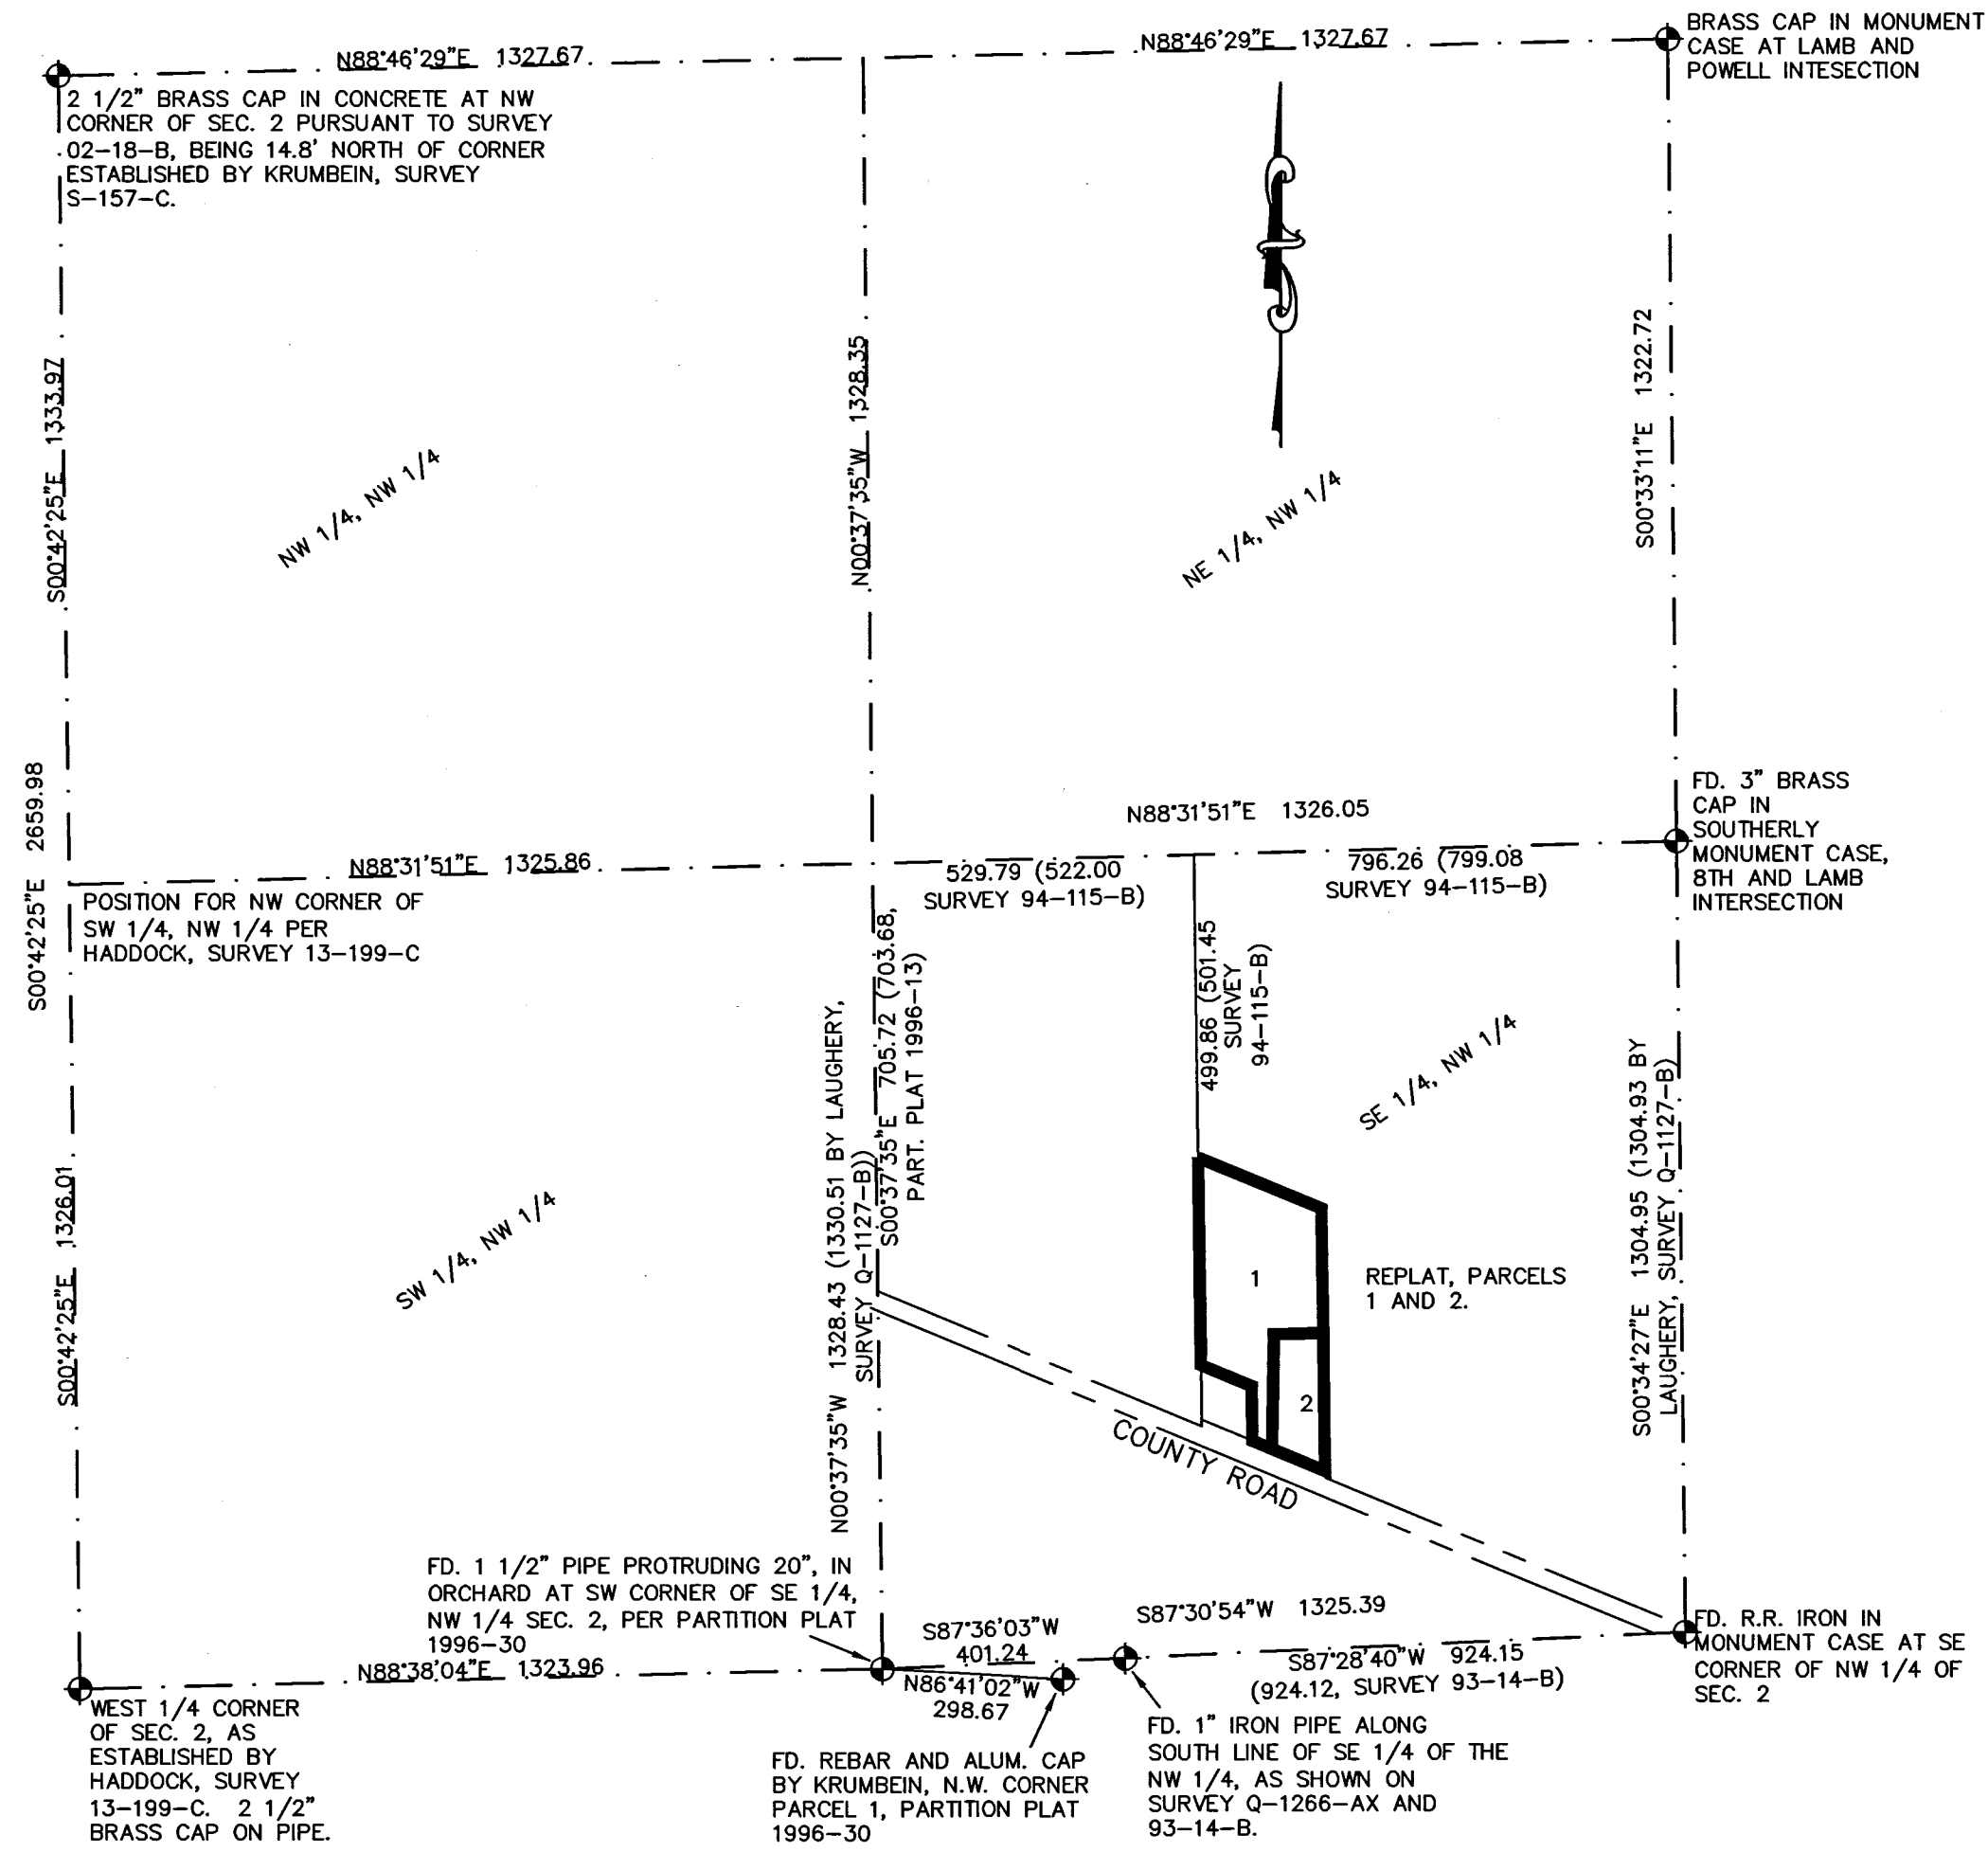 N88°46'29"E 1327.67
N88°46'29"E 1327.67
BRASS CAP IN MONUMENT
CASE AT LAMB AND
POWELL INTESECTION
2 1/2" BRASS CAP IN CONCRETE AT NW
CORNER OF SEC. 2 PURSUANT TO SURVEY
02-18-B, BEING 14.8' NORTH OF CORNER
ESTABLISHED BY KRUMBEIN, SURVEY
S-157-C.
S00°42'25"E 1333.97
N00°37'35"W 1328.35
S00°33'11"E 1322.72
NW 1/4, NW 1/4
NE 1/4, NW 1/4
S00°42'25"E 2659.98
N88°31'51"E 1325.86
N88°31'51"E 1326.05
529.79 (522.00
SURVEY 94-115-B)
796.26 (799.08
SURVEY 94-115-B)
FD. 3" BRASS
CAP IN
SOUTHERLY
MONUMENT CASE,
8TH AND LAMB
INTERSECTION
POSITION FOR NW CORNER OF
SW 1/4, NW 1/4 PER
HADDOCK, SURVEY 13-199-C
S00°37'35"E 705.72 (703.68,
PART. PLAT 1996-13)
499.86 (501.45
SURVEY
94-115-B)
SE 1/4, NW 1/4
S00°42'25"E 1326.01
SW 1/4, NW 1/4
N00°37'35"W 1328.43 (1330.51 BY LAUGHERY,
SURVEY Q-1127-B))
S00°34'27"E 1304.95 (1304.93 BY
LAUGHERY, SURVEY Q-1127-B)
1
REPLAT, PARCELS
1 AND 2.
2
COUNTY ROAD
FD. 1 1/2" PIPE PROTRUDING 20", IN
ORCHARD AT SW CORNER OF SE 1/4,
NW 1/4 SEC. 2, PER PARTITION PLAT
1996-30
N88°38'04"E 1323.96
S87°36'03"W
401.24
N86°41'02"W
298.67
S87°30'54"W 1325.39
S87°28'40"W 924.15
(924.12, SURVEY 93-14-B)
FD. R.R. IRON IN
MONUMENT CASE AT SE
CORNER OF NW 1/4 OF
SEC. 2
WEST 1/4 CORNER
OF SEC. 2, AS
ESTABLISHED BY
HADDOCK, SURVEY
13-199-C. 2 1/2"
BRASS CAP ON PIPE.
FD. REBAR AND ALUM. CAP
BY KRUMBEIN, N.W. CORNER
PARCEL 1, PARTITION PLAT
1996-30
FD. 1" IRON PIPE ALONG
SOUTH LINE OF SE 1/4 OF THE
NW 1/4, AS SHOWN ON
SURVEY Q-1266-AX AND
93-14-B.